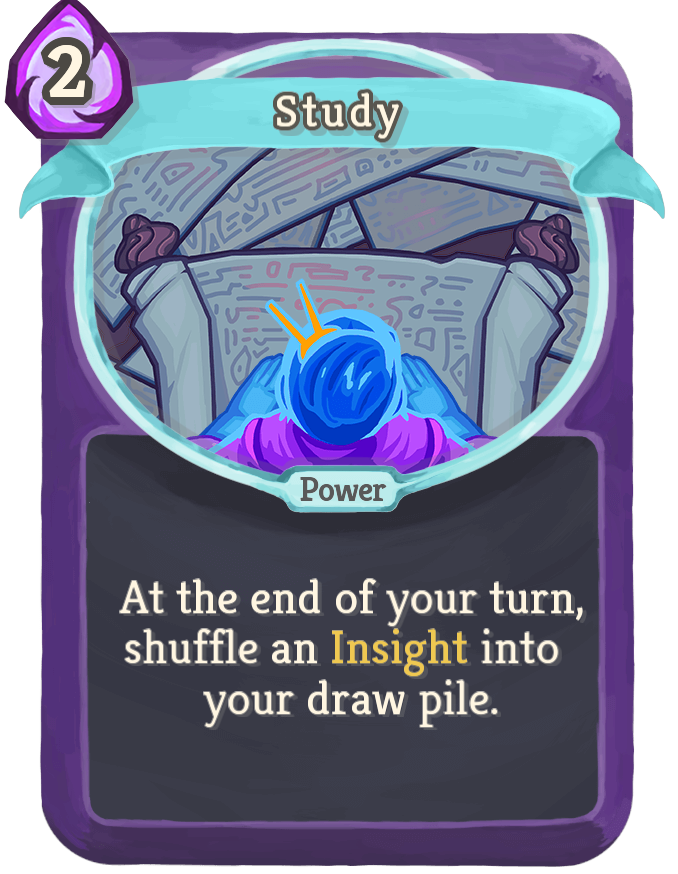 2
Study
Power
At the end of your turn,
shuffle an Insight into
your draw pile.